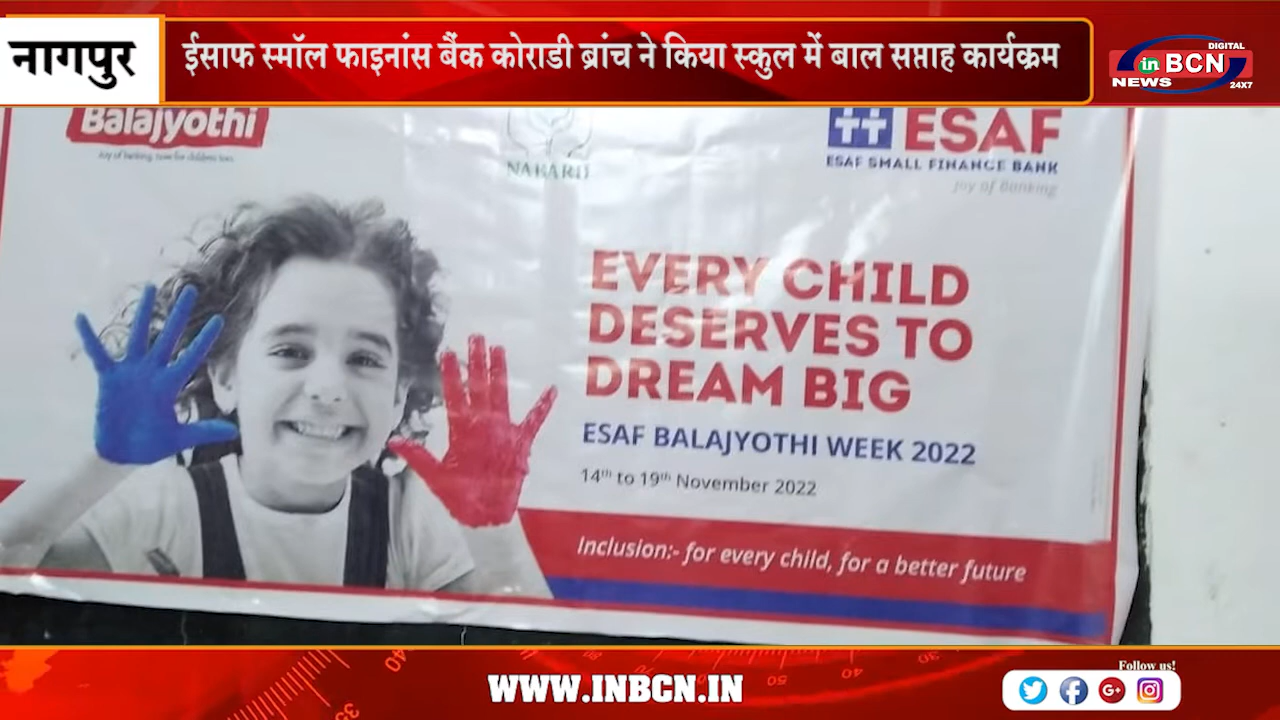 नागपुर
ईसाफ स्मॉल फाइनांस बैंक कोराडी ब्रांच ने किया स्कुल में बाल सप्ताह कार्यक्रम
DIGITAL
in BCN
NEWS 24X7
Balajyothi
NABARD
ESAF
ESAF SMALL FINANCE BANK
Joy of Banking
EVERY CHILD
DESERVES TO
DREAM BIG
ESAF BALAJYOTHI WEEK 2022
14th to 19th November 2022
Inclusion:- for every child, for a better future
WWW.INBCN.IN
Follow us!